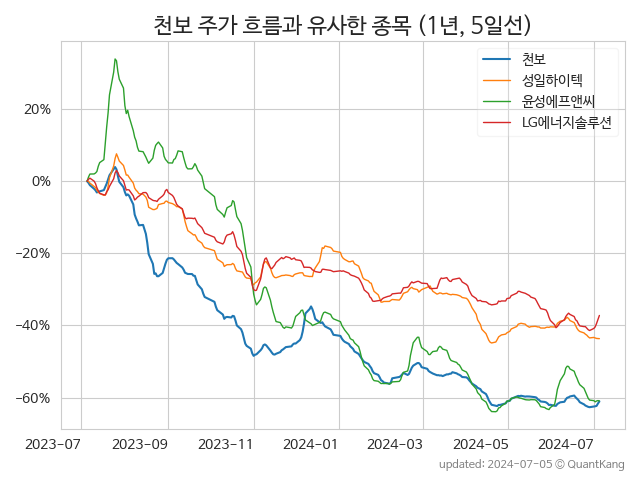 천보 주가 흐름과 유사한 종목 (1년, 5일선)
천보
성일하이텍
윤성에프앤씨
LG에너지솔루션
20%
0%
−20%
−40%
−60%
2023-07 2023-09 2023-11 2024-01 2024-03 2024-05 2024-07
updated: 2024-07-05 © QuantKang